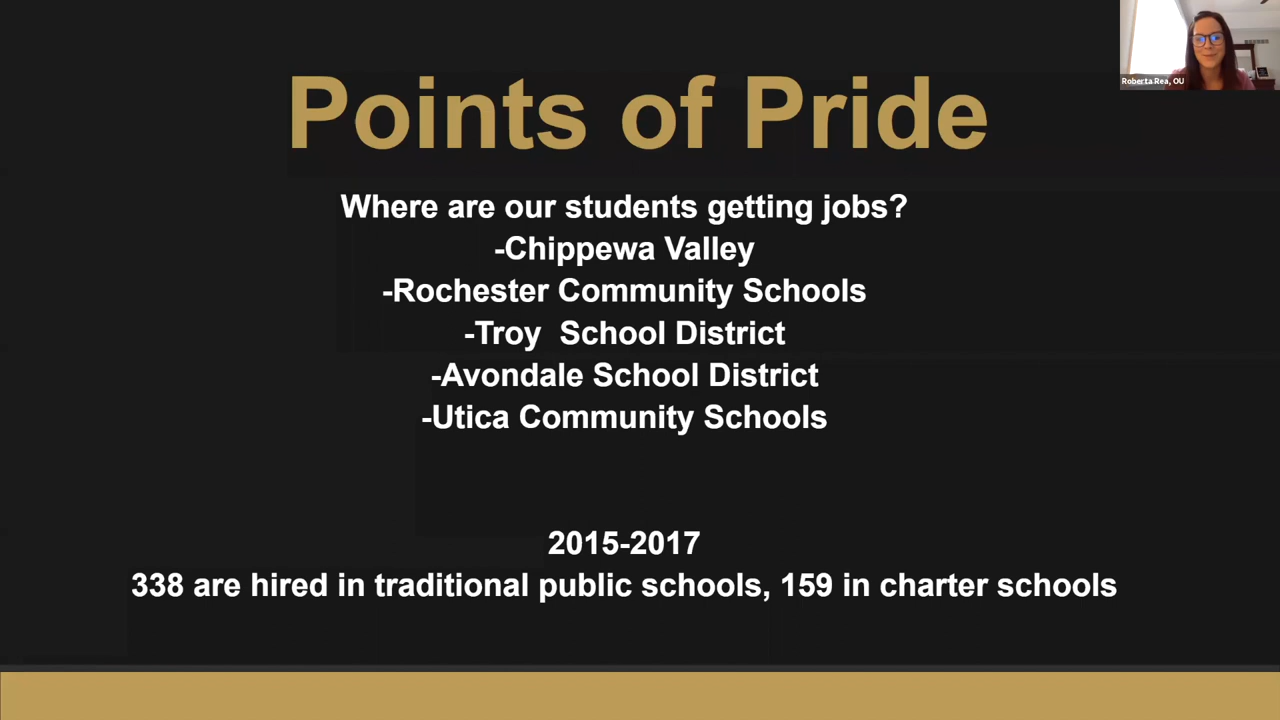 Points of Pride
Roberta Rea, OU
Where are our students getting jobs?
-Chippewa Valley
-Rochester Community Schools
-Troy  School District
-Avondale School District
-Utica Community Schools
2015-2017
338 are hired in traditional public schools, 159 in charter schools